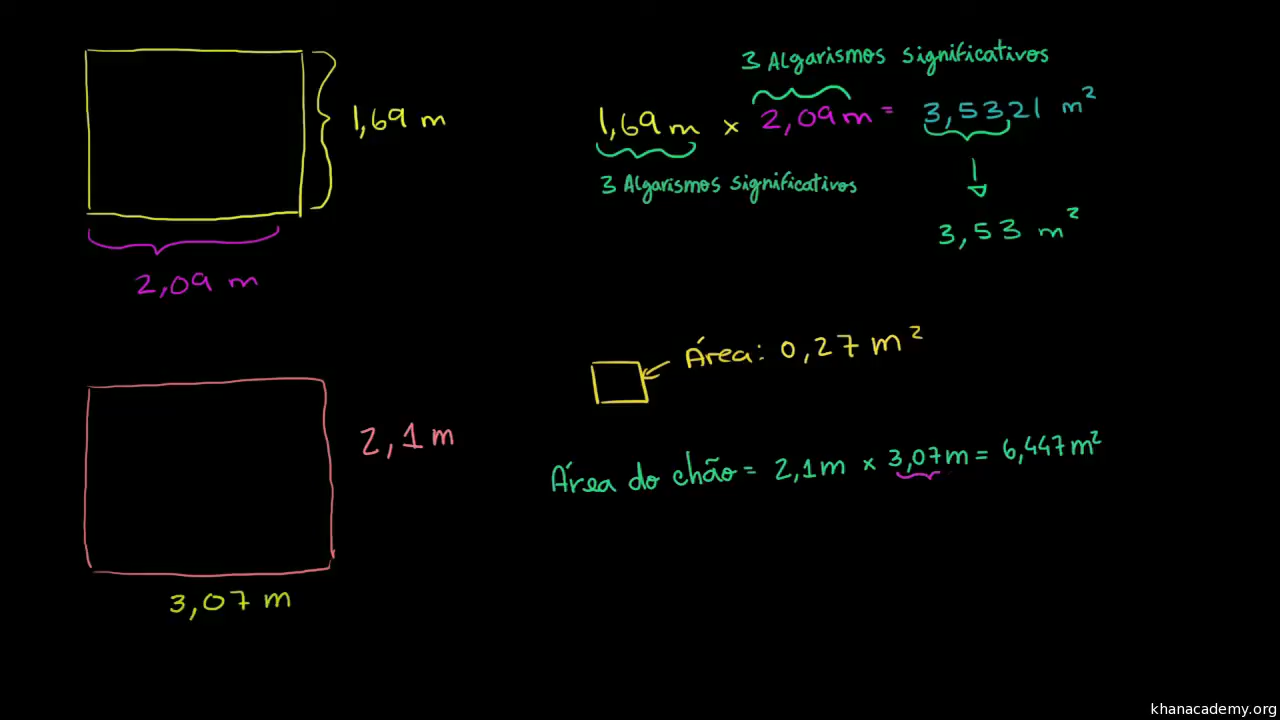 1,69 m
2,09 m
3 Algarismos significativos
1,69 m x 2,09 m = 3,5321 m²
3 Algarismos significativos
3,53 m²
2,1 m
3,07 m
Área: 0,27 m²
Área do chão = 2,1 m x 3,07 m = 6,447 m²
khanacademy.org